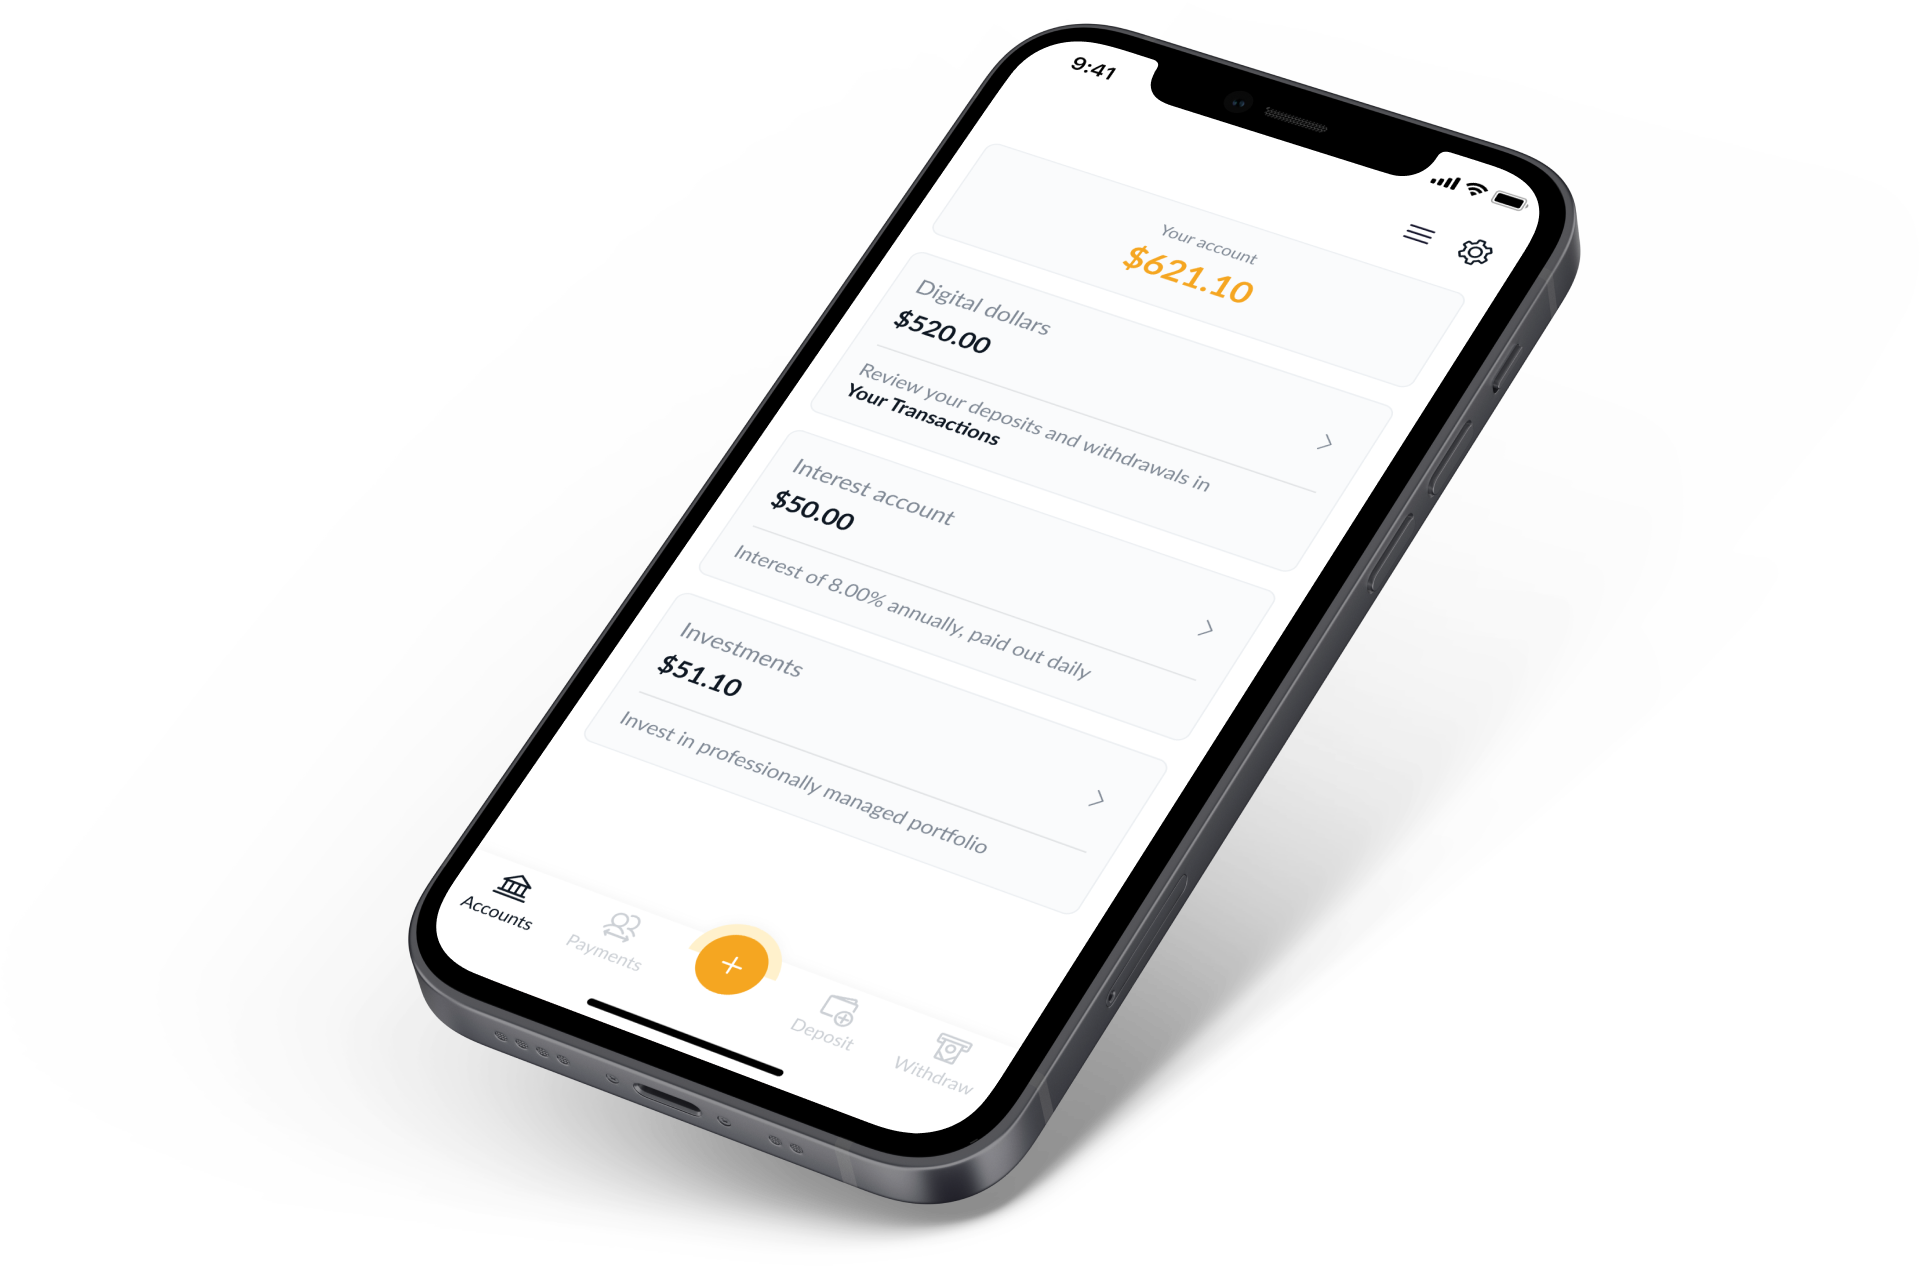 9:41
Your account
$621.10
Digital dollars
$520.00
Review your deposits and withdrawals in
Your Transactions
Interest account
$50.00
Interest of 8.00% annually, paid out daily
Investments
$51.10
Invest in professionally managed portfolio
Accounts
Payments
Deposit
Withdraw